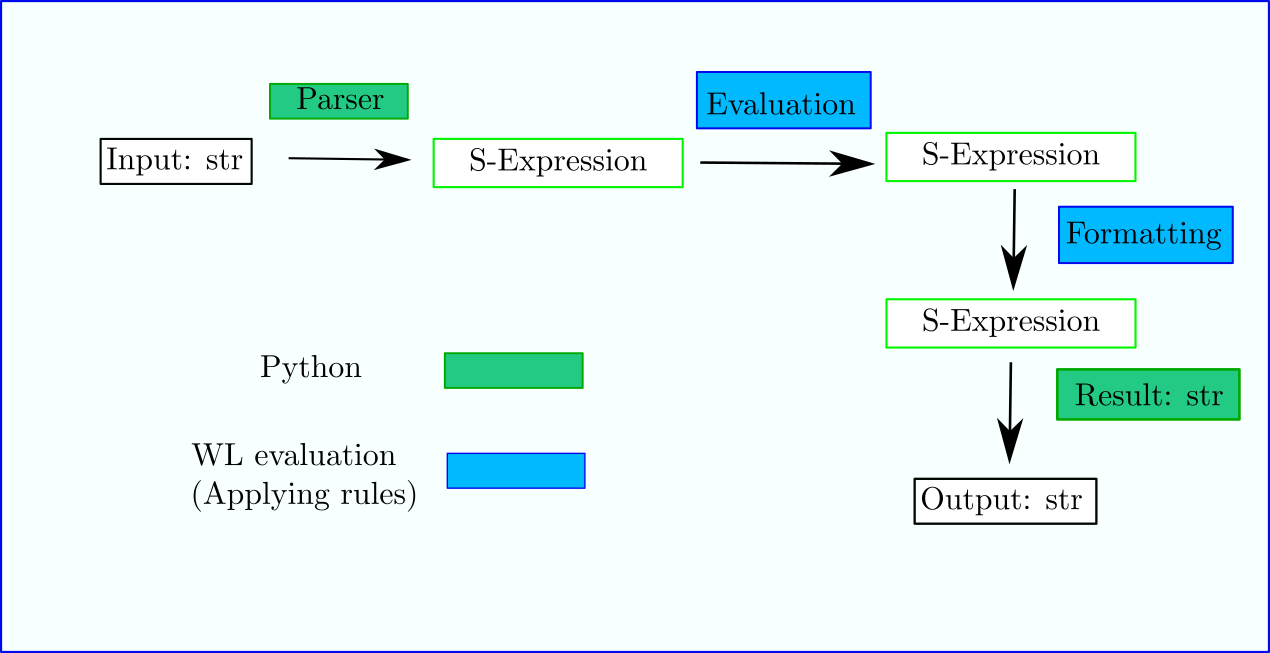 Parser
Evaluation
Input: str
S-Expression
S-Expression
Formatting
S-Expression
Python
Result: str
WL evaluation
(Applying rules)
Output: str